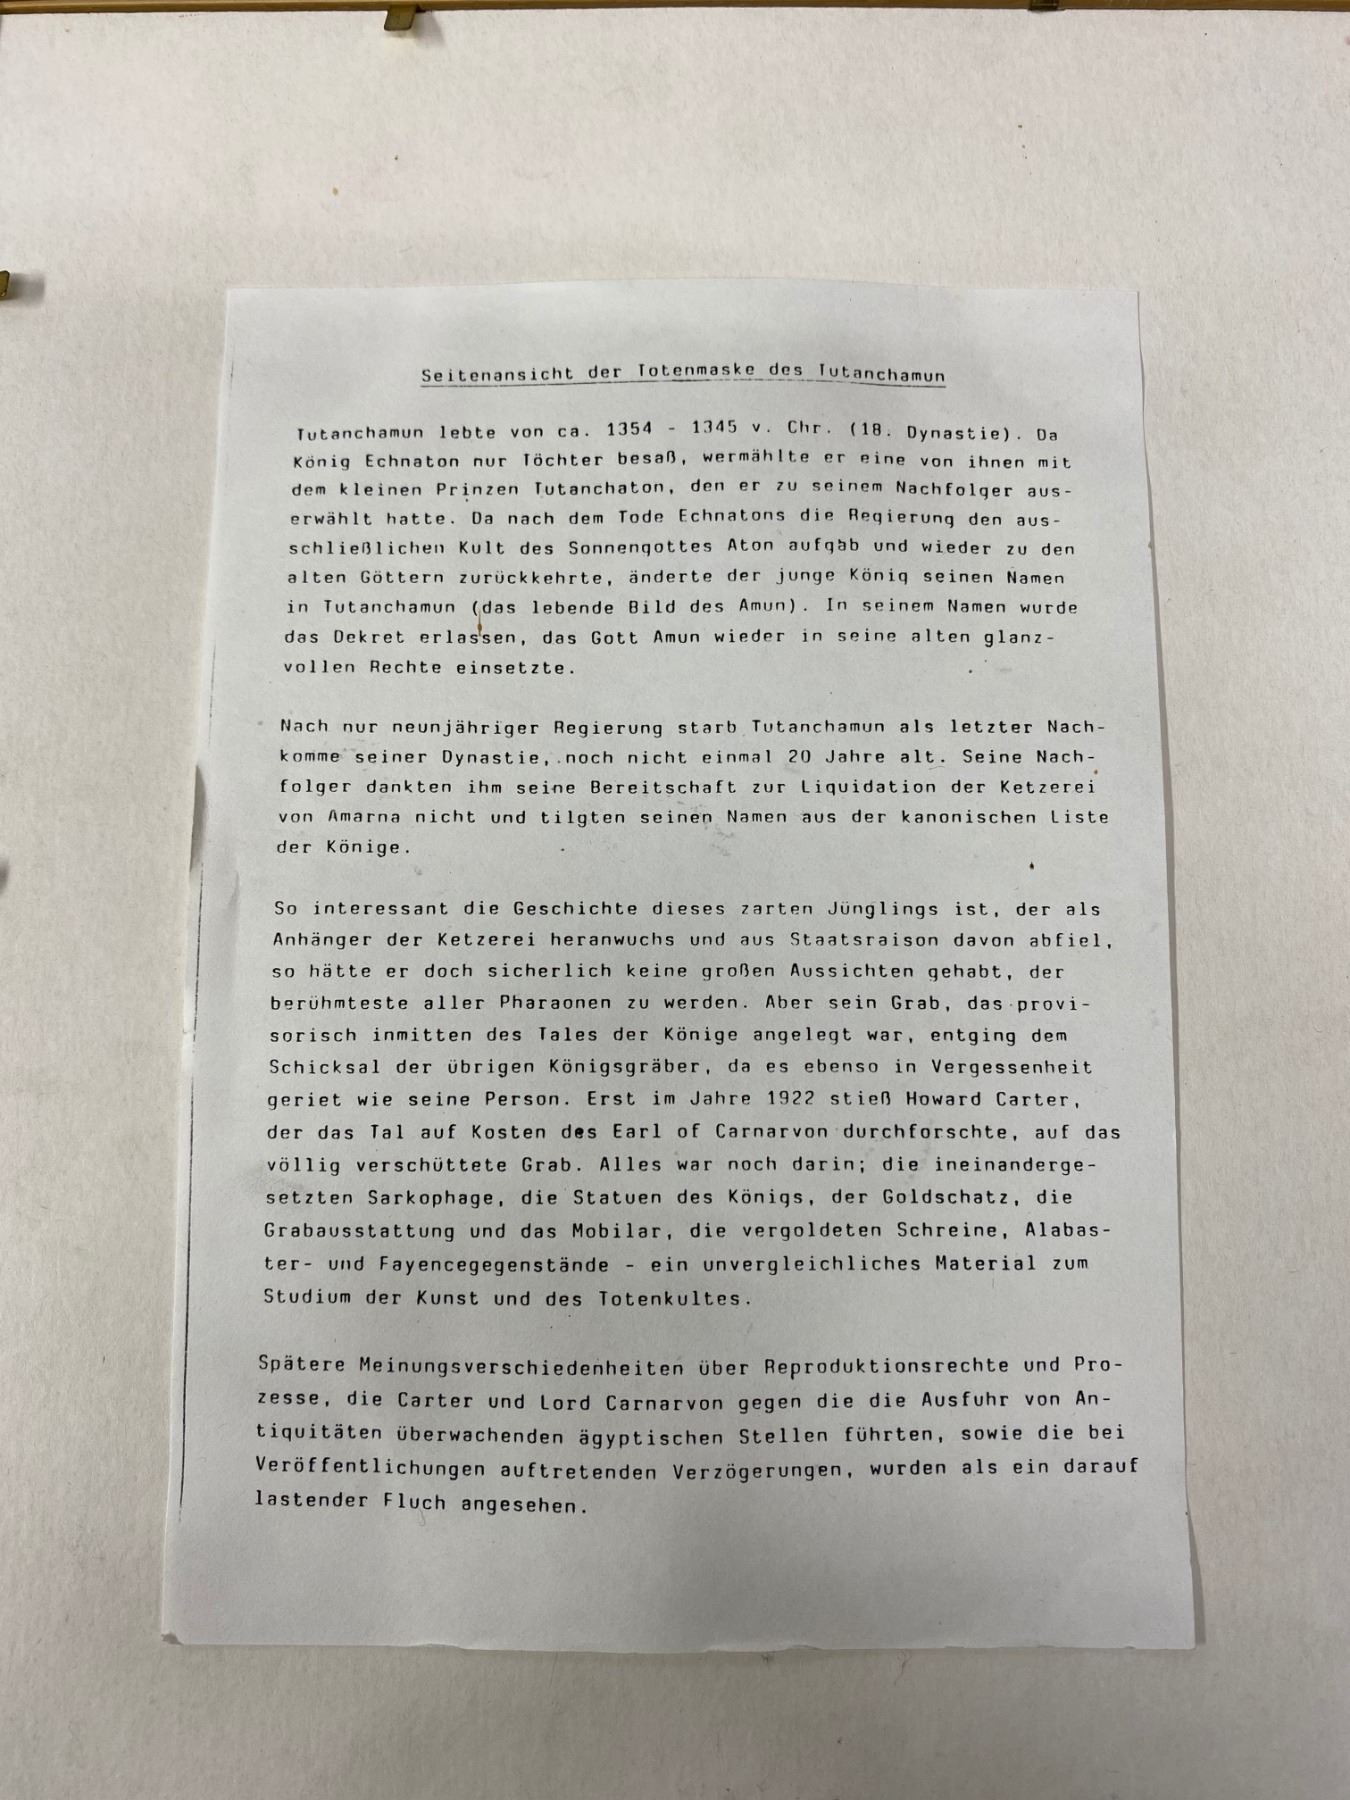 Seitenansicht der Totenmaske des Tutanchamun
Tutanchamun lebte von ca. 1354 - 1345 v. Chr. (18. Dynastie). Da
König Echnaton nur Töchter besaß, wermählte er eine von ihnen mit
dem kleinen Prinzen Tutanchaton, den er zu seinem Nachfolger aus-
erwählt hatte. Da nach dem Tode Echnatons die Regierung den aus-
schließlichen Kult des Sonnengottes Aton aufgab und wieder zu den
alten Göttern zurückkehrte, änderte der junge König seinen Namen
in Tutanchamun (das lebende Bild des Amun). In seinem Namen wurde
das Dekret erlassen, das Gott Amun wieder in seine alten glanz-
vollen Rechte einsetzte.
Nach nur neunjähriger Regierung starb Tutanchamun als letzter Nach-
komme seiner Dynastie, noch nicht einmal 20 Jahre alt. Seine Nach-
folger dankten ihm seine Bereitschaft zur Liquidation der Ketzerei
von Amarna nicht und tilgten seinen Namen aus der kanonischen Liste
der Könige.
So interessant die Geschichte dieses zarten Jünglings ist, der als
Anhänger der Ketzerei heranwuchs und aus Staatsraison davon abfiel,
so hätte er doch sicherlich keine großen Aussichten gehabt, der
berühmteste aller Pharaonen zu werden. Aber sein Grab, das provi-
sorisch inmitten des Tales der Könige angelegt war, entging dem
Schicksal der übrigen Königsgräber, da es ebenso in Vergessenheit
geriet wie seine Person. Erst im Jahre 1922 stieß Howard Carter,
der das Tal auf Kosten des Earl of Carnarvon durchforschte, auf das
völlig verschüttete Grab. Alles war noch darin; die ineinanderge-
setzten Sarkophage, die Statuen des Königs, der Goldschatz, die
Grabausstattung und das Mobilar, die vergoldeten Schreine, Alabas-
ter- und Fayencegegenstände - ein unvergleichliches Material zum
Studium der Kunst und des Totenkultes.
Spätere Meinungsverschiedenheiten über Reproduktionsrechte und Pro-
zesse, die Carter und Lord Carnarvon gegen die die Ausfuhr von An-
tiquitäten überwachenden ägyptischen Stellen führten, sowie die bei
Veröffentlichungen auftretenden Verzögerungen, wurden als ein darauf
lastender Fluch angesehen.